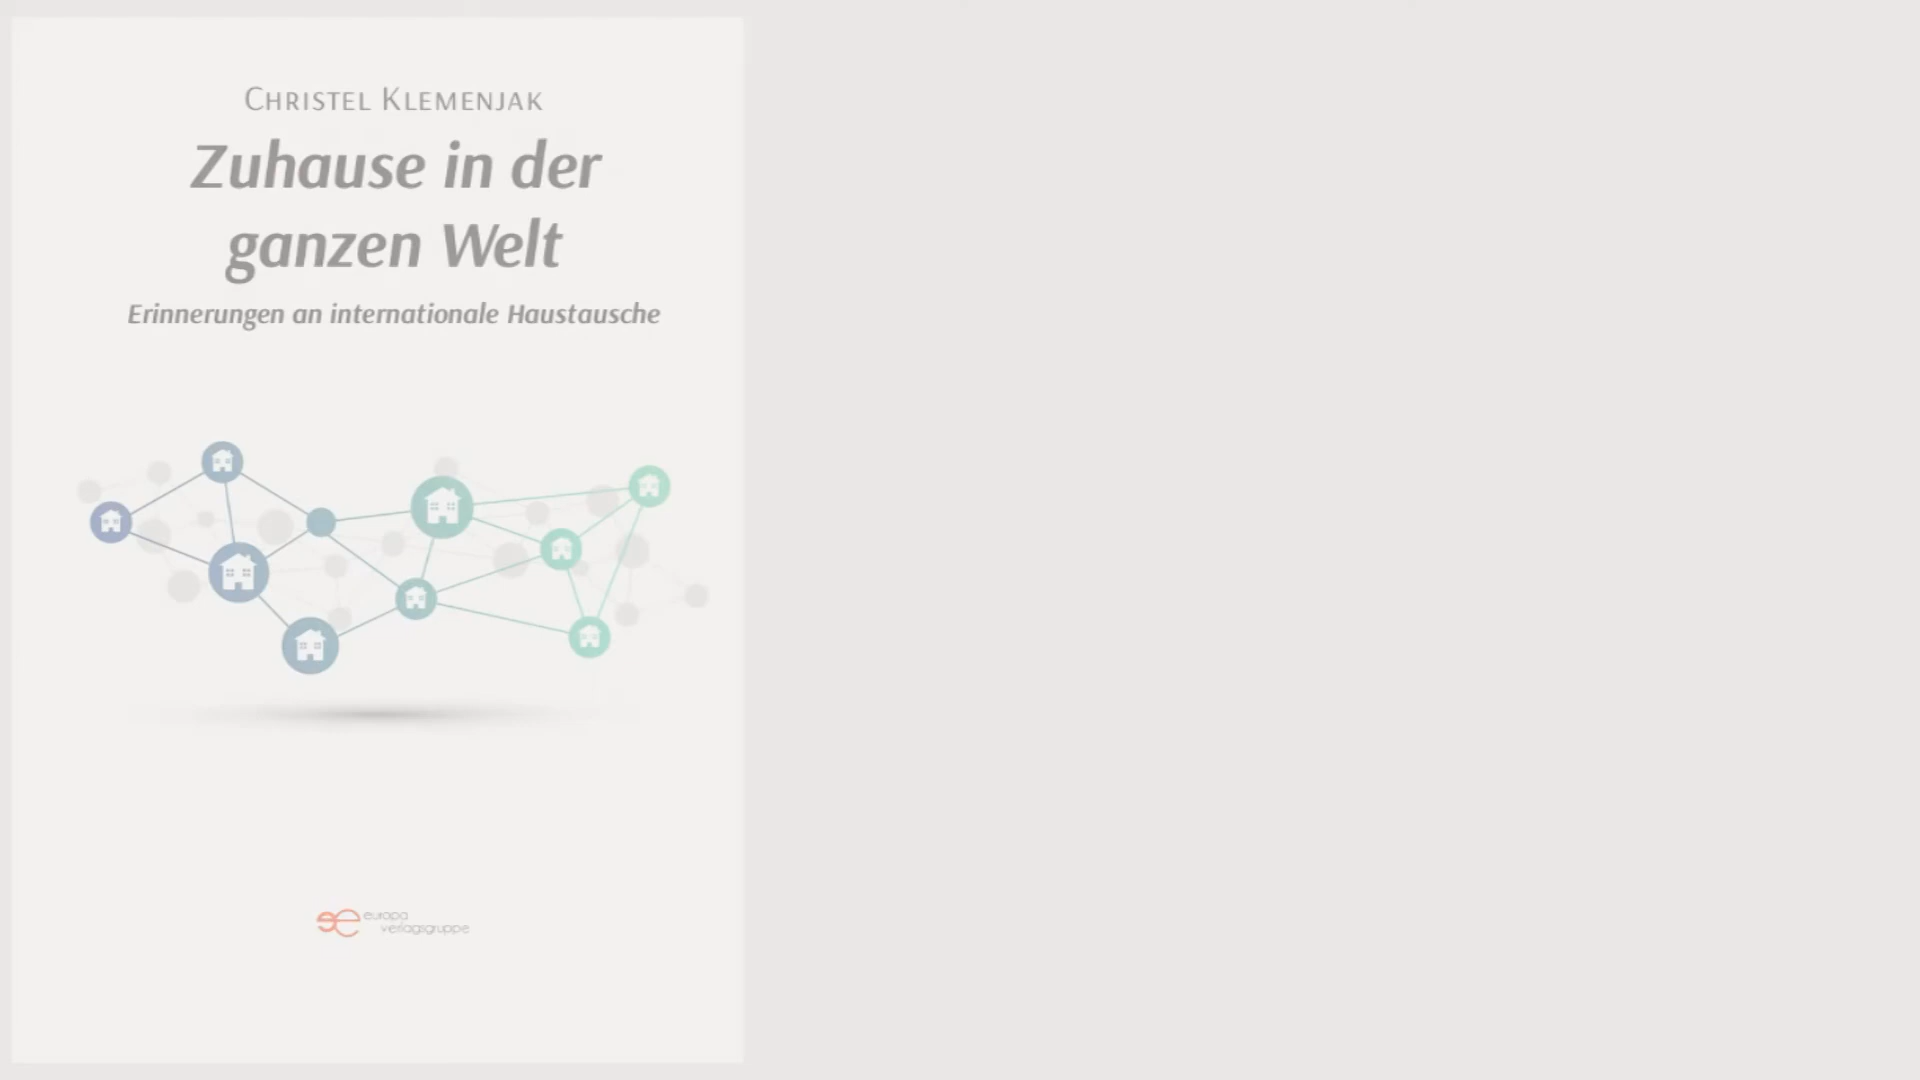 Christel Klemenjak
Zuhause in der
ganzen Welt
Erinnerungen an internationale Haustausche
europa
verlagsgruppe